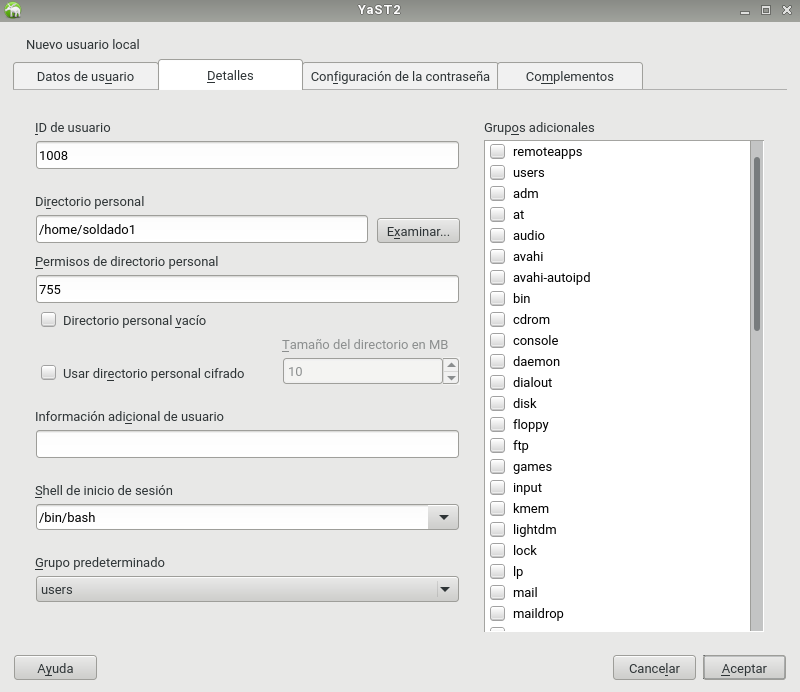 YaST2
Nuevo usuario local
Datos de usuario
Detalles
Configuración de la contraseña
Complementos
ID de usuario
1008
Directorio personal
/home/soldado1
Examinar...
Permisos de directorio personal
755
Directorio personal vacío
Tamaño del directorio en MB
Usar directorio personal cifrado
10
Información adicional de usuario
Shell de inicio de sesión
/bin/bash
Grupo predeterminado
users
Grupos adicionales
remoteapps
users
adm
at
audio
avahi
avahi-autoipd
bin
cdrom
console
daemon
dialout
disk
floppy
ftp
games
input
kmem
lightdm
lock
lp
mail
maildrop
Ayuda
Cancelar
Aceptar